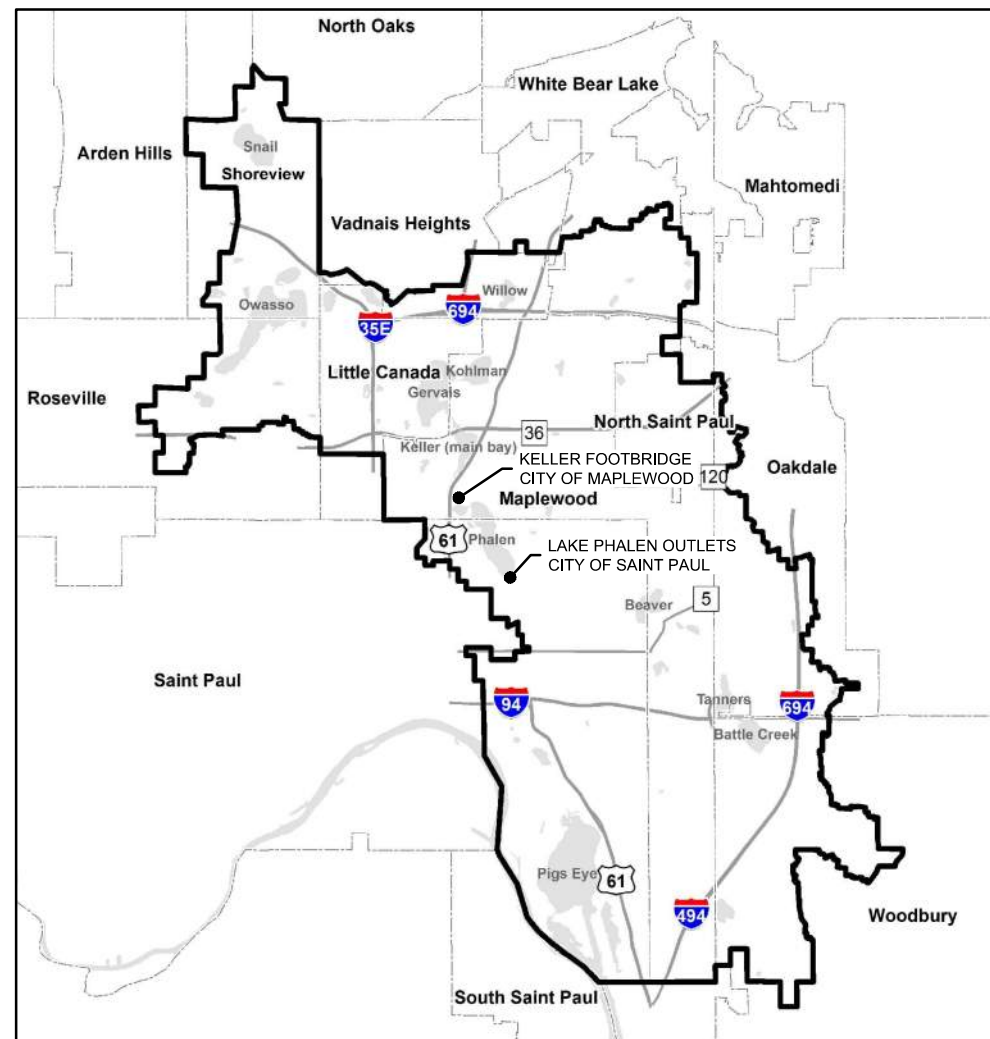 North Oaks
White Bear Lake
Arden Hills
Snail
Shoreview
Mahtomedi
Vadnais Heights
Willow
Owasso
694
35E
Little Canada
Kohlman
Gervais
Roseville
North Saint Paul
36
Keller (main bay)
KELLER FOOTBRIDGE
CITY OF MAPLEWOOD
120
Oakdale
Maplewood
61
Phalen
LAKE PHALEN OUTLETS
CITY OF SAINT PAUL
Beaver
5
Saint Paul
94
Tanners
694
Battle Creek
Pigs Eye
61
494
Woodbury
South Saint Paul